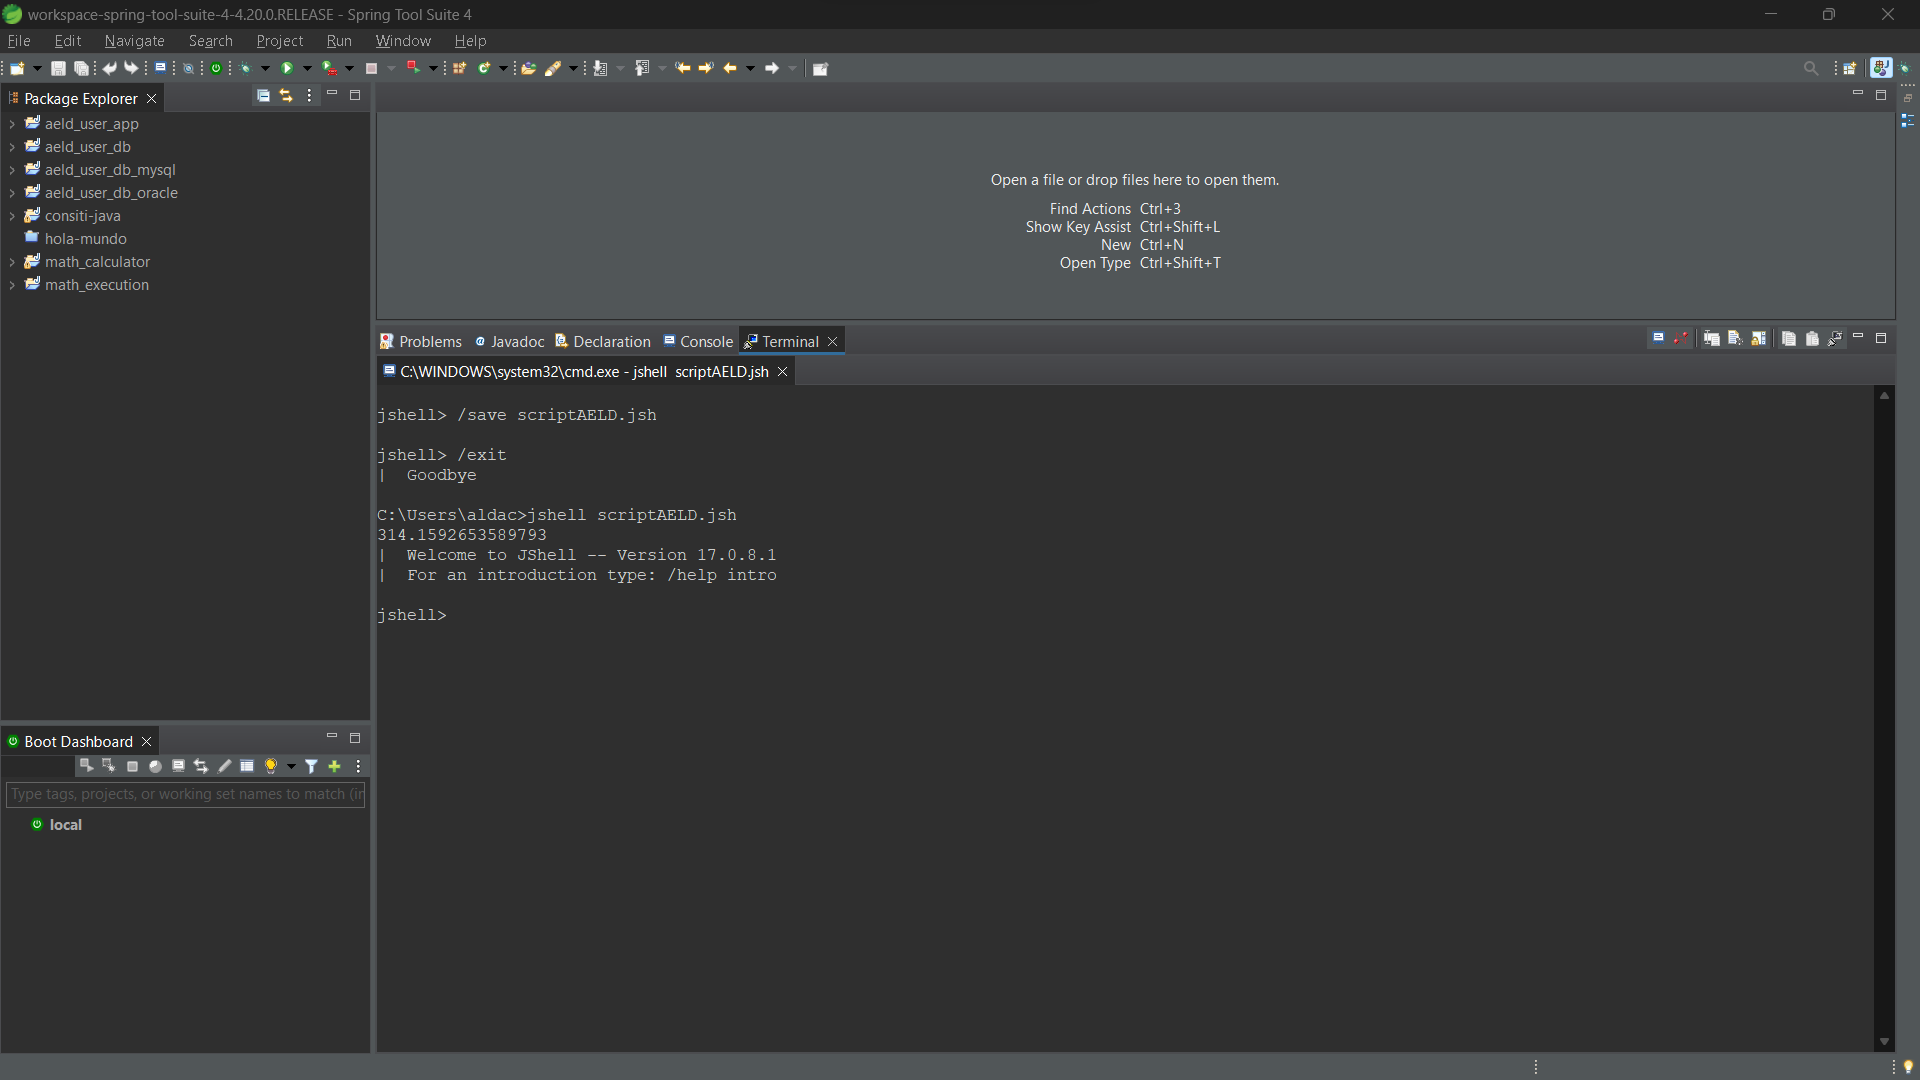 workspace-spring-tool-suite-4-4.20.0.RELEASE - Spring Tool Suite 4
File Edit Navigate Search Project Run Window Help
Package Explorer
aeld_user_app
aeld_user_db
aeld_user_db_mysql
aeld_user_db_oracle
consiti-java
hola-mundo
math_calculator
math_execution
Open a file or drop files here to open them.
Find Actions Ctrl+3
Show Key Assist Ctrl+Shift+L
New Ctrl+N
Open Type Ctrl+Shift+T
Problems Javadoc Declaration Console Terminal
C:\WINDOWS\system32\cmd.exe - jshell scriptAELD.jsh
jshell> /save scriptAELD.jsh
jshell> /exit
| Goodbye
C:\Users\aldac>jshell scriptAELD.jsh
314.1592653589793
| Welcome to JShell -- Version 17.0.8.1
| For an introduction type: /help intro
jshell>
Boot Dashboard
Type tags, projects, or working set names to match (in
local